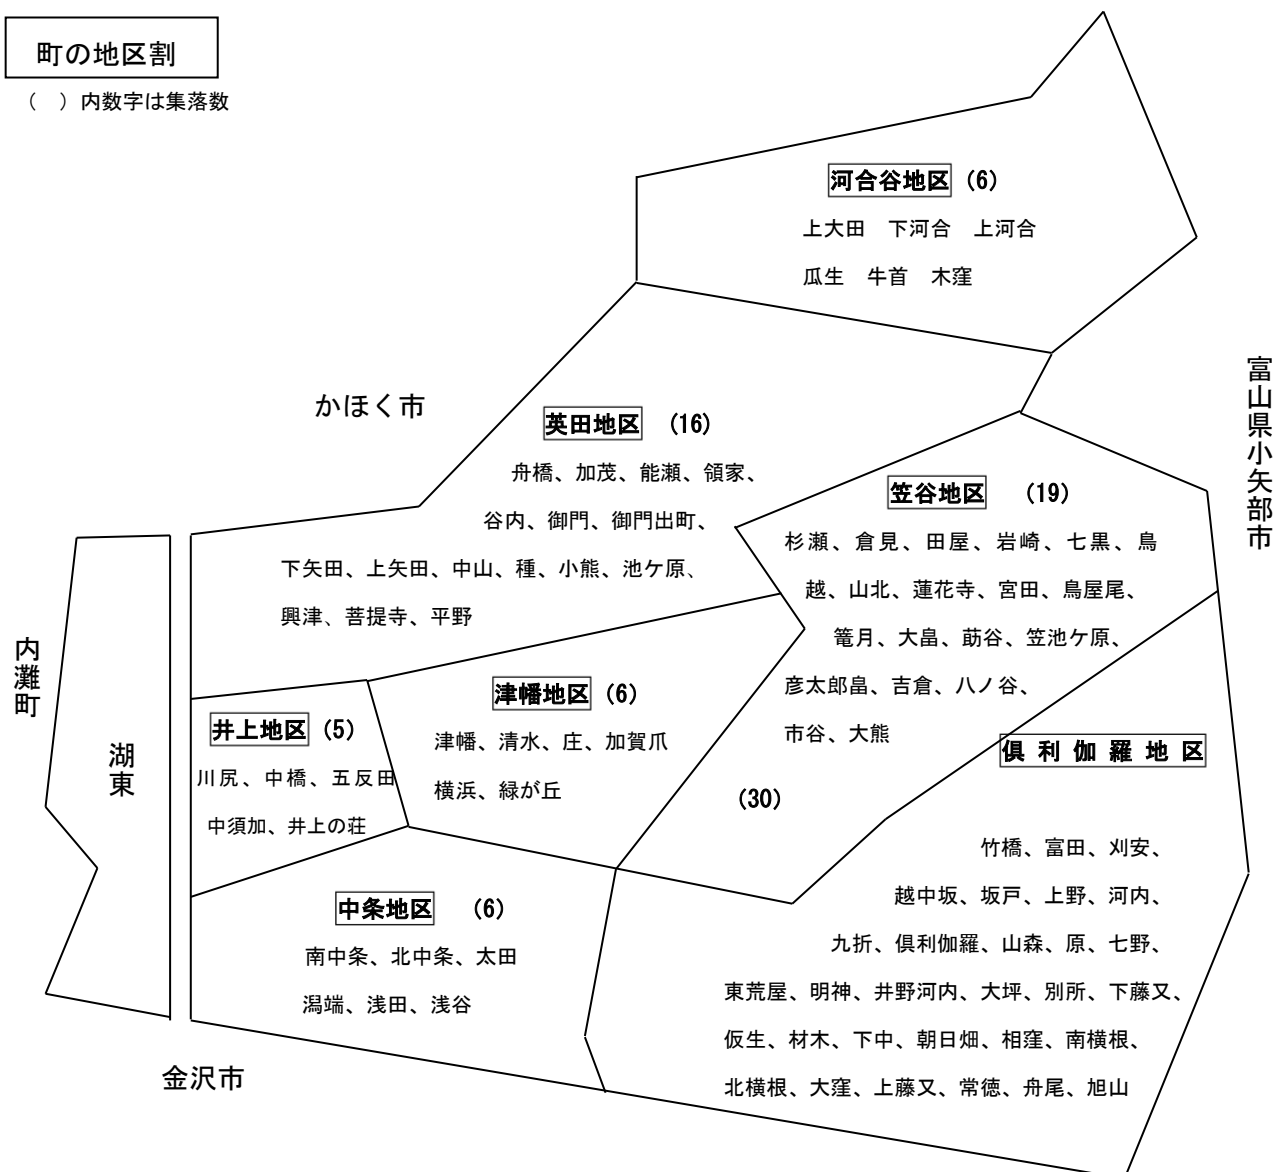 町の地区割
（　）内数字は集落数
河合谷地区（6）
上大田　下河合　上河合
瓜生　牛首　木窪
富山県小矢部市
かほく市
英田地区　（16）
舟橋、加茂、能瀬、領家、
谷内、御門、御門出町、
下矢田、上矢田、中山、種、小熊、池ケ原、
興津、菩提寺、平野
笠谷地区　（19）
杉瀬、倉見、田屋、岩崎、七黒、鳥
越、山北、蓮花寺、宮田、鳥屋尾、
篭月、大畠、莇谷、笠池ケ原、
彦太郎畠、吉倉、八ノ谷、
市谷、大熊
内灘町
湖東
井上地区（5）
川尻、中橋、五反田
中須加、井上の荘
津幡地区（6）
津幡、清水、庄、加賀爪
横浜、緑が丘
倶利伽羅地区
（30）
竹橋、富田、刈安、
越中坂、坂戸、上野、河内、
九折、倶利伽羅、山森、原、七野、
東荒屋、明神、井野河内、大坪、別所、下藤又、
仮生、材木、下中、朝日畑、相窪、南横根、
北横根、大窪、上藤又、常徳、舟尾、旭山
中条地区　（6）
南中条、北中条、太田
潟端、浅田、浅谷
金沢市